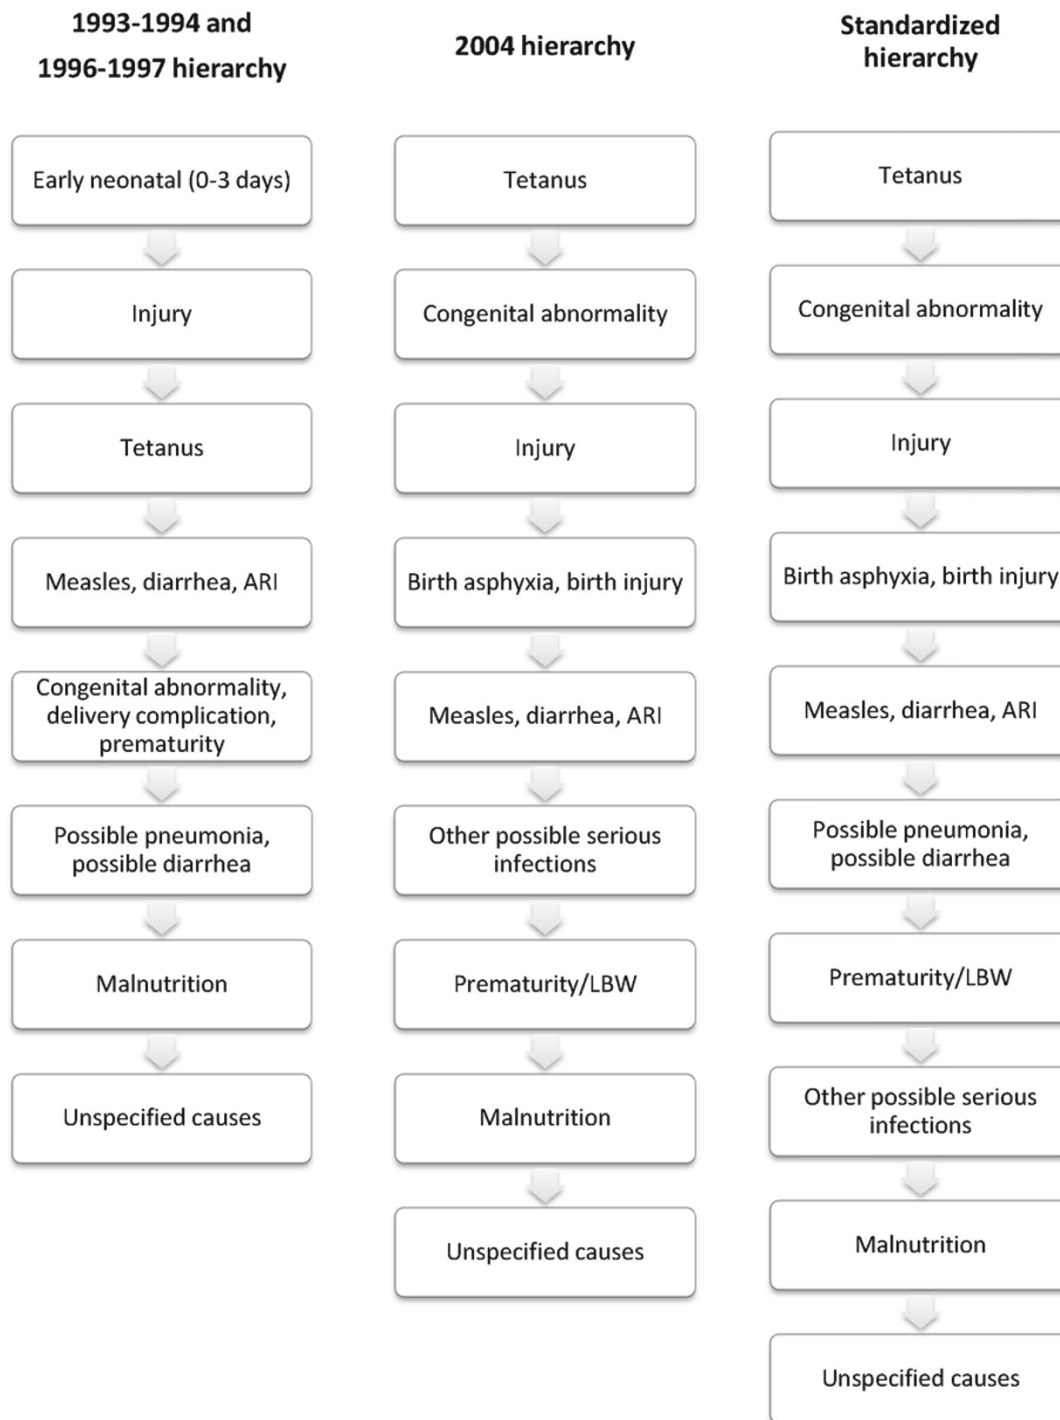 1993-1994 and
1996-1997 hierarchy
Early neonatal (0-3 days)
Injury
Tetanus
Measles, diarrhea, ARI
Congenital abnormality,
delivery complication,
prematurity
Possible pneumonia,
possible diarrhea
Malnutrition
Unspecified causes
2004 hierarchy
Tetanus
Congenital abnormality
Injury
Birth asphyxia, birth injury
Measles, diarrhea, ARI
Other possible serious
infections
Prematurity/LBW
Malnutrition
Unspecified causes
Standardized
hierarchy
Tetanus
Congenital abnormality
Injury
Birth asphyxia, birth injury
Measles, diarrhea, ARI
Possible pneumonia,
possible diarrhea
Prematurity/LBW
Other possible serious
infections
Malnutrition
Unspecified causes